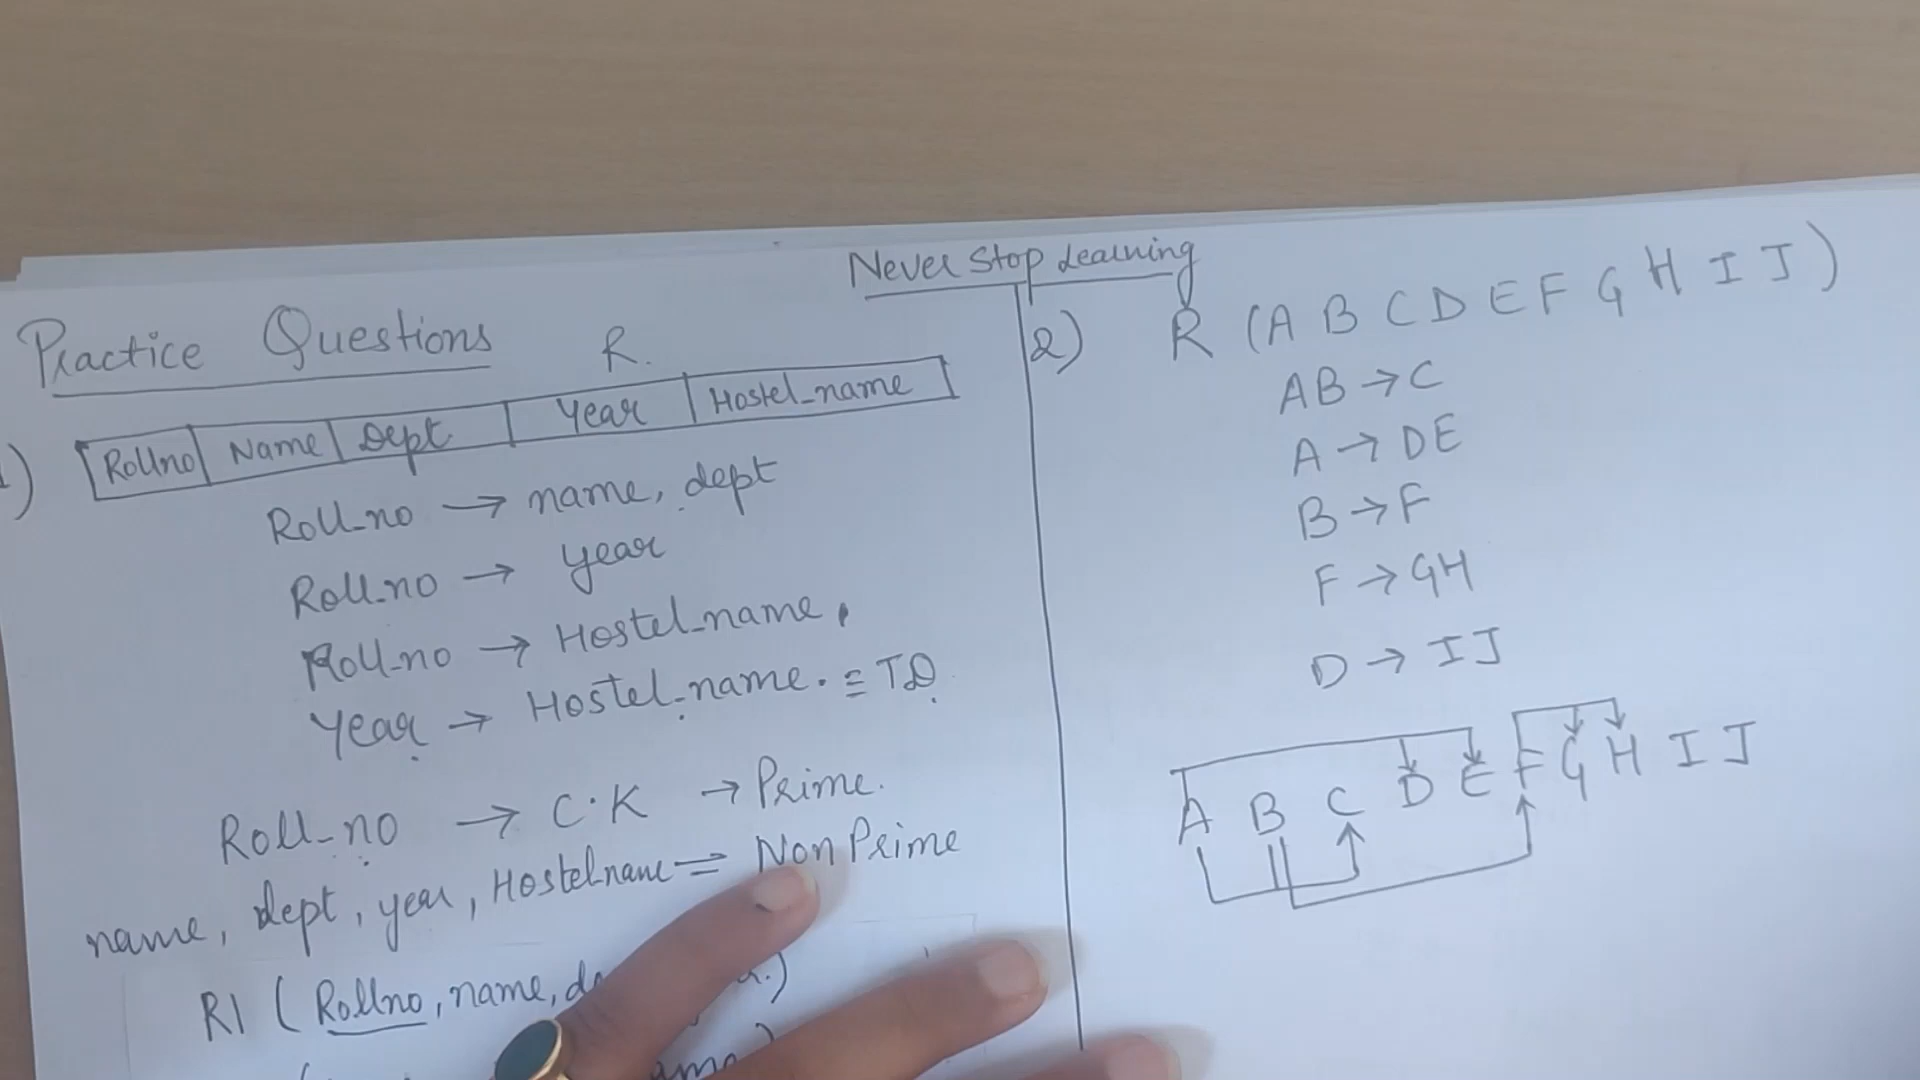 Never Stop Learning
Practice Questions
R.
1)
Rollno Name Dept Year Hostel_name
Roll_no → name, dept
Roll_no → year
Roll_no → Hostel_name,
Year → Hostel_name. = TD
Roll_no → C.K → Prime.
name, dept, year, Hostelname = Non Prime
R1 ( Rollno, name, )
2) R (A B C D E F G H I J)
AB → C
A → DE
B → F
F → GH
D → IJ
A B C D E F G H I J